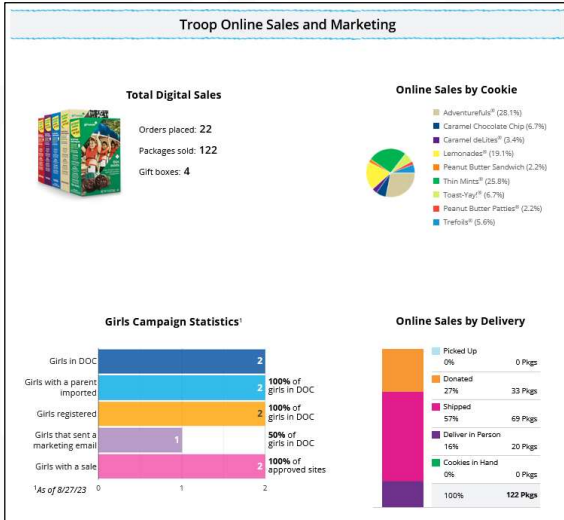 Troop Online Sales and Marketing
Total Digital Sales
Orders placed: 22
Packages sold: 122
Gift boxes: 4
Online Sales by Cookie
Adventurefuls® (28.1%)
Caramel Chocolate Chip (6.7%)
Caramel deLites® (3.4%)
Lemonades® (19.1%)
Peanut Butter Sandwich (2.2%)
Thin Mints® (25.8%)
Toast-Yay!® (6.7%)
Peanut Butter Patties® (2.2%)
Trefoils® (5.6%)
Girls Campaign Statistics¹
Girls in DOC 2
Girls with a parent
imported
2
100% of
girls in DOC
Girls registered 2
100% of
girls in DOC
Girls that sent a
marketing email
1
50% of
girls in DOC
Girls with a sale 2
100% of
approved sites
¹As of 8/27/23
0 1 2
Online Sales by Delivery
Picked Up
0% 0 Pkgs
Donated
27% 33 Pkgs
Shipped
57% 69 Pkgs
Deliver in Person
16% 20 Pkgs
Cookies in Hand
0% 0 Pkgs
100% 122 Pkgs